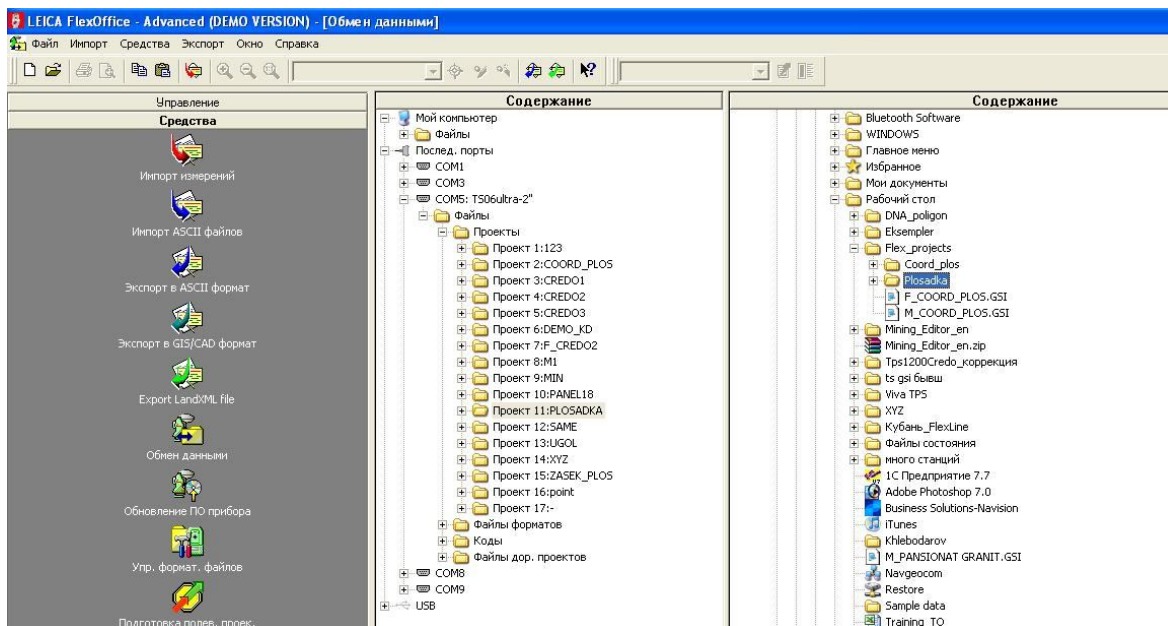 LEICA FlexOffice - Advanced (DEMO VERSION) - [Обмен данными]
Файл Импорт Средства Экспорт Окно Справка
Управление
Средства
Импорт измерений
Импорт ASCII файлов
Экспорт в ASCII формат
Экспорт в GIS/CAD формат
Export LandXML file
Обмен данными
Обновление ПО прибора
Упр. формат. файлов
Подготовка полев. проек.
Содержание
Мой компьютер
Файлы
Послед. порты
COM1
COM3
COM5: TS06ultra-2"
Файлы
Проекты
Проект 1:123
Проект 2:COORD_PLOS
Проект 3:CREDO1
Проект 4:CREDO2
Проект 5:CREDO3
Проект 6:DEMO_KD
Проект 7:F_CREDO2
Проект 8:M1
Проект 9:MIN
Проект 10:PANEL18
Проект 11:PLOSADKA
Проект 12:SAME
Проект 13:UGOL
Проект 14:XYZ
Проект 15:ZASEK_PLOS
Проект 16:point
Проект 17:-
Файлы форматов
Коды
Файлы дор. проектов
COM8
COM9
USB
Содержание
Bluetooth Software
WINDOWS
Главное меню
Избранное
Мои документы
Рабочий стол
DNA_poligon
Eksempler
Flex_projects
Coord_plos
Plosadka
F_COORD_PLOS.GSI
M_COORD_PLOS.GSI
Mining_Editor_en
Mining_Editor_en.zip
Tps1200Credo_коррекция
ts gsi бывш
Viva TPS
XYZ
Кубань_FlexLine
Файлы состояния
много станций
1С Предприятие 7.7
Adobe Photoshop 7.0
Business Solutions-Navision
iTunes
Khlebodarov
M_PANSIONAT GRANIT.GSI
Navgeocom
Restore
Sample data
Training_TO